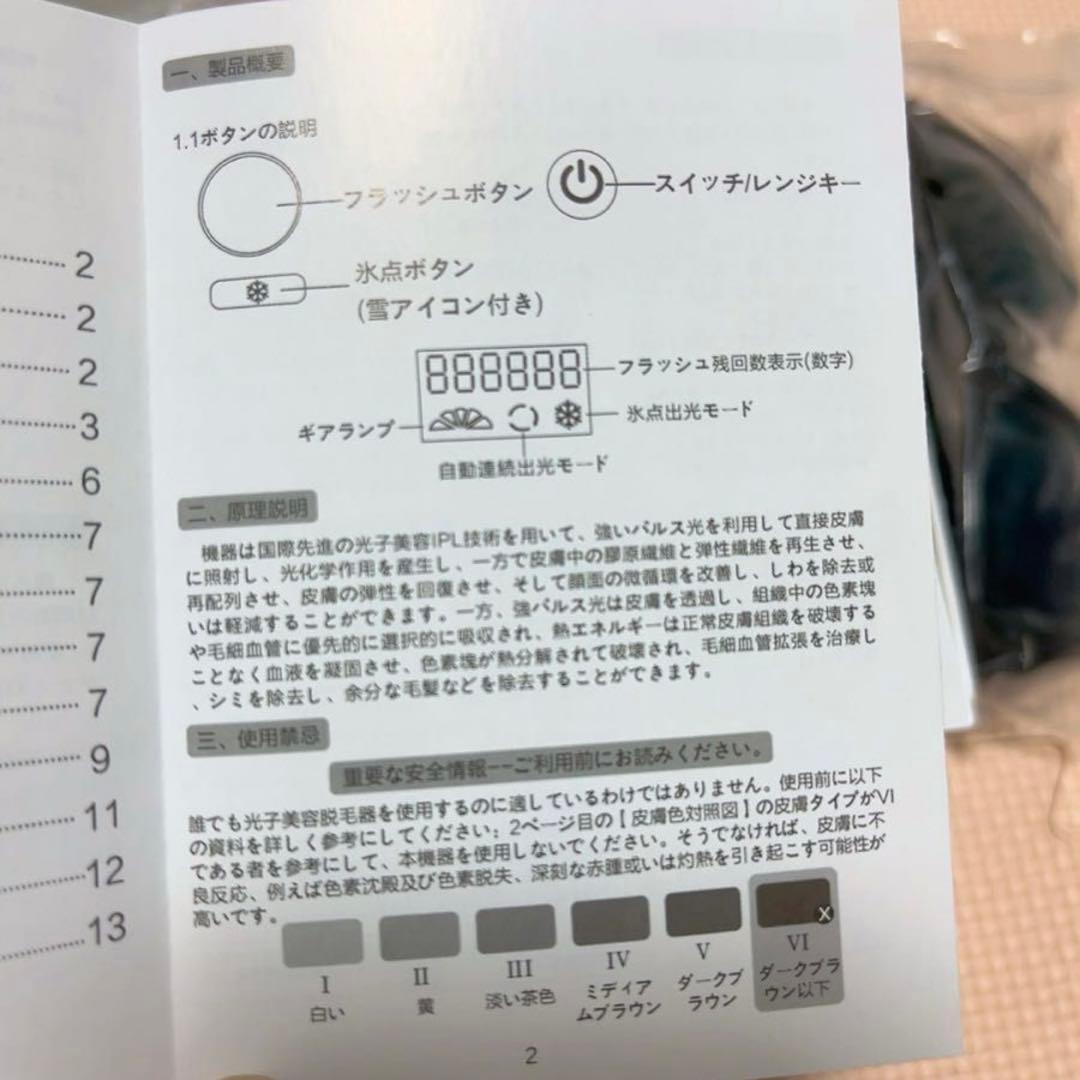 2
2
2
3
6
7
7
7
7
9
11
12
13
一、製品概要
1.1ボタンの説明
フラッシュボタン
スイッチ/レンジキー
氷点ボタン
(雪アイコン付き)
888888
フラッシュ残回数表示(数字)
ギアランプ
氷点出光モード
自動連続出光モード
二、原理説明
機器は国際先進の光子美容IPL技術を用いて、強いパルス光を利用して直接皮膚
に照射し、光化学作用を産生し、一方で皮膚中の膠原繊維と弾性繊維を再生させ、
再配列させ、皮膚の弾性を回復させ、そして顔面の微循環を改善し、しわを除去或
いは軽減することができます。一方、強パルス光は皮膚を透過し、組織中の色素塊
や毛細血管に優先的に選択的に吸収され、熱エネルギーは正常皮膚組織を破壊する
ことなく血液を凝固させ、色素塊が熱分解されて破壊され、毛細血管拡張を治療し
、シミを除去し、余分な毛髪などを除去することができます。
三、使用禁忌
重要な安全情報--ご利用前にお読みください。
誰でも光子美容脱毛器を使用するのに適しているわけではありません。使用前に以下
の資料を詳しく参考にしてください；2ページ目の【皮膚色対照図】の皮膚タイプがVI
である者を参考にして、本機器を使用しないでください。そうでなければ、皮膚に不
良反応、例えば色素沈殿及び色素脱失、深刻な赤腫或いは灼熱を引き起こす可能性が
高いです。
X
I
II
III
IV
V
VI
白い
黄
淡い茶色
ミディア
ムブラウン
ダークブ
ラウン
ダークブラ
ウン以下
2